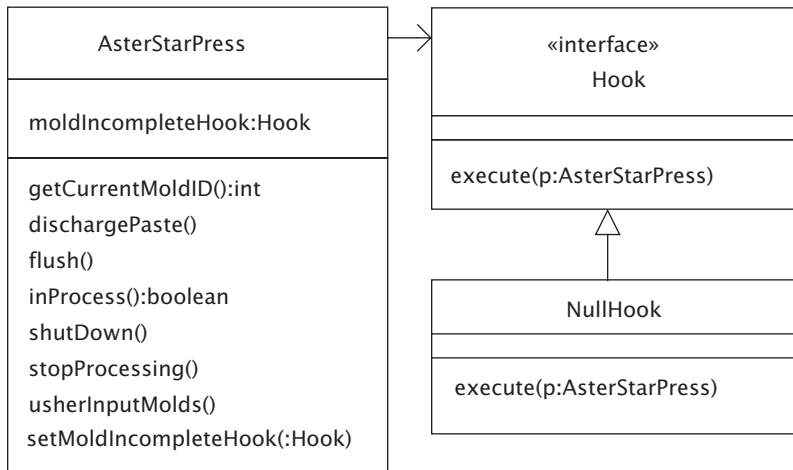 AsterStarPress
moldIncompleteHook:Hook
getCurrentMoldID():int
dischargePaste()
flush()
inProcess():boolean
shutDown()
stopProcessing()
usherInputMolds()
setMoldIncompleteHook(:Hook)
«interface»
Hook
execute(p:AsterStarPress)
NullHook
execute(p:AsterStarPress)